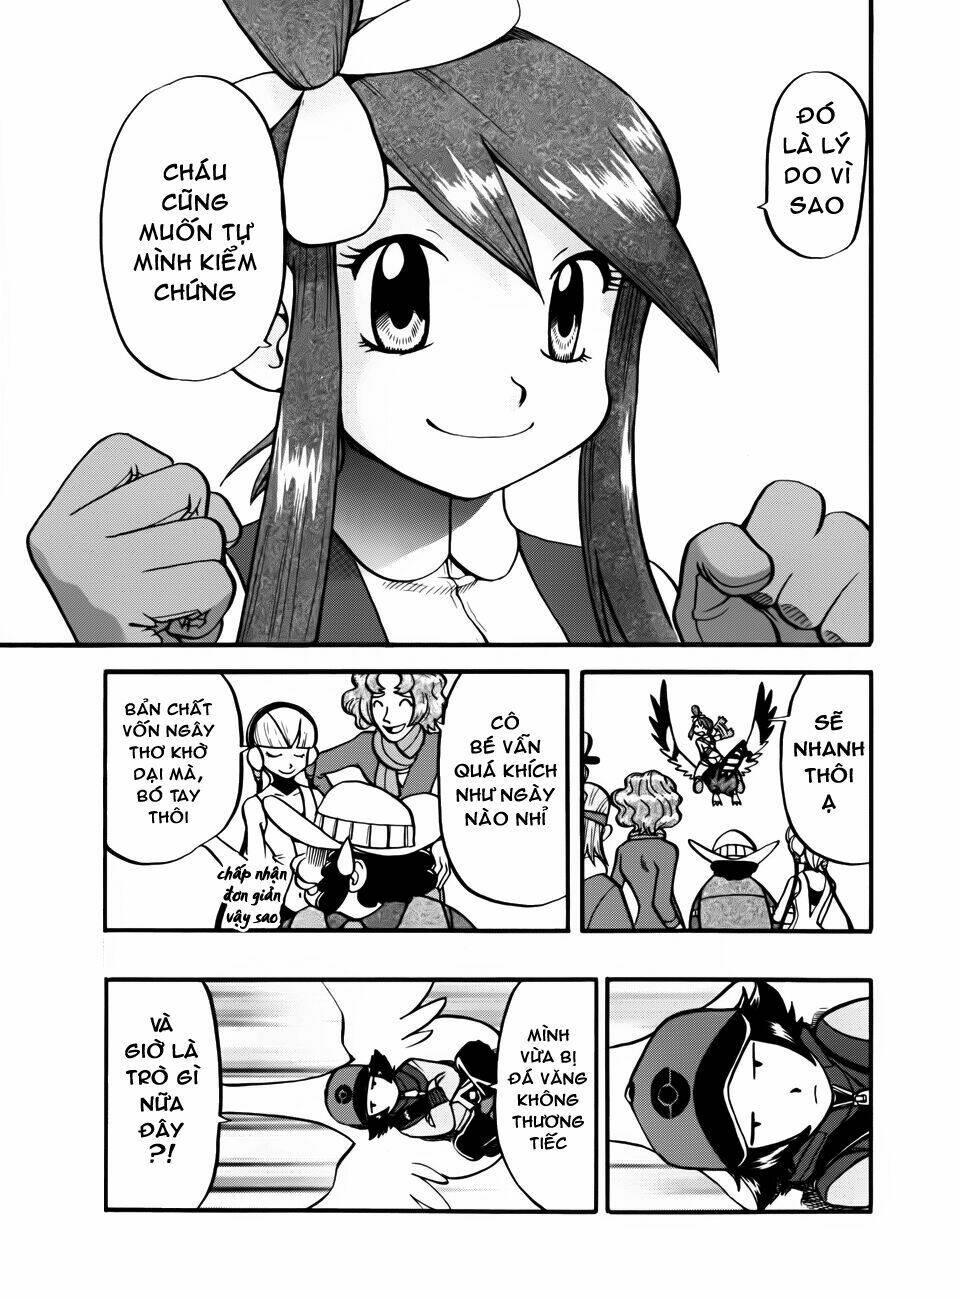 ĐÓ
LÀ LÝ
DO VÌ
SAO
CHÁU
CŨNG
MUỐN TỰ
MÌNH KIỂM
CHỨNG
SẼ
NHANH
THÔI
Ạ
CÔ
BÉ VẪN
QUÁ KHÍCH
NHƯ NGÀY
NÀO NHỈ
BẢN CHẤT
VỐN NGÂY
THƠ KHỜ
DẠI MÀ,
BÓ TAY
THÔI
chấp nhận
đơn giản
vậy sao
MÌNH
VỪA BỊ
ĐÁ VĂNG
KHÔNG
THƯƠNG
TIẾC
VÀ
GIỜ LÀ
TRÒ GÌ
NỮA
ĐÂY
?!